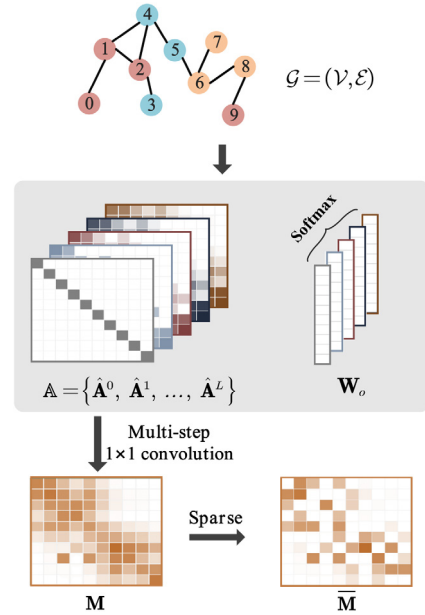 4
7
1
5
2
8
6
0
3
9
𝒢 = (𝒱, ℰ)
Softmax
𝔸 = {Â⁰, Â¹, ..., Âᴸ}
Wₒ
Multi-step
1×1 convolution
Sparse
M
M̅